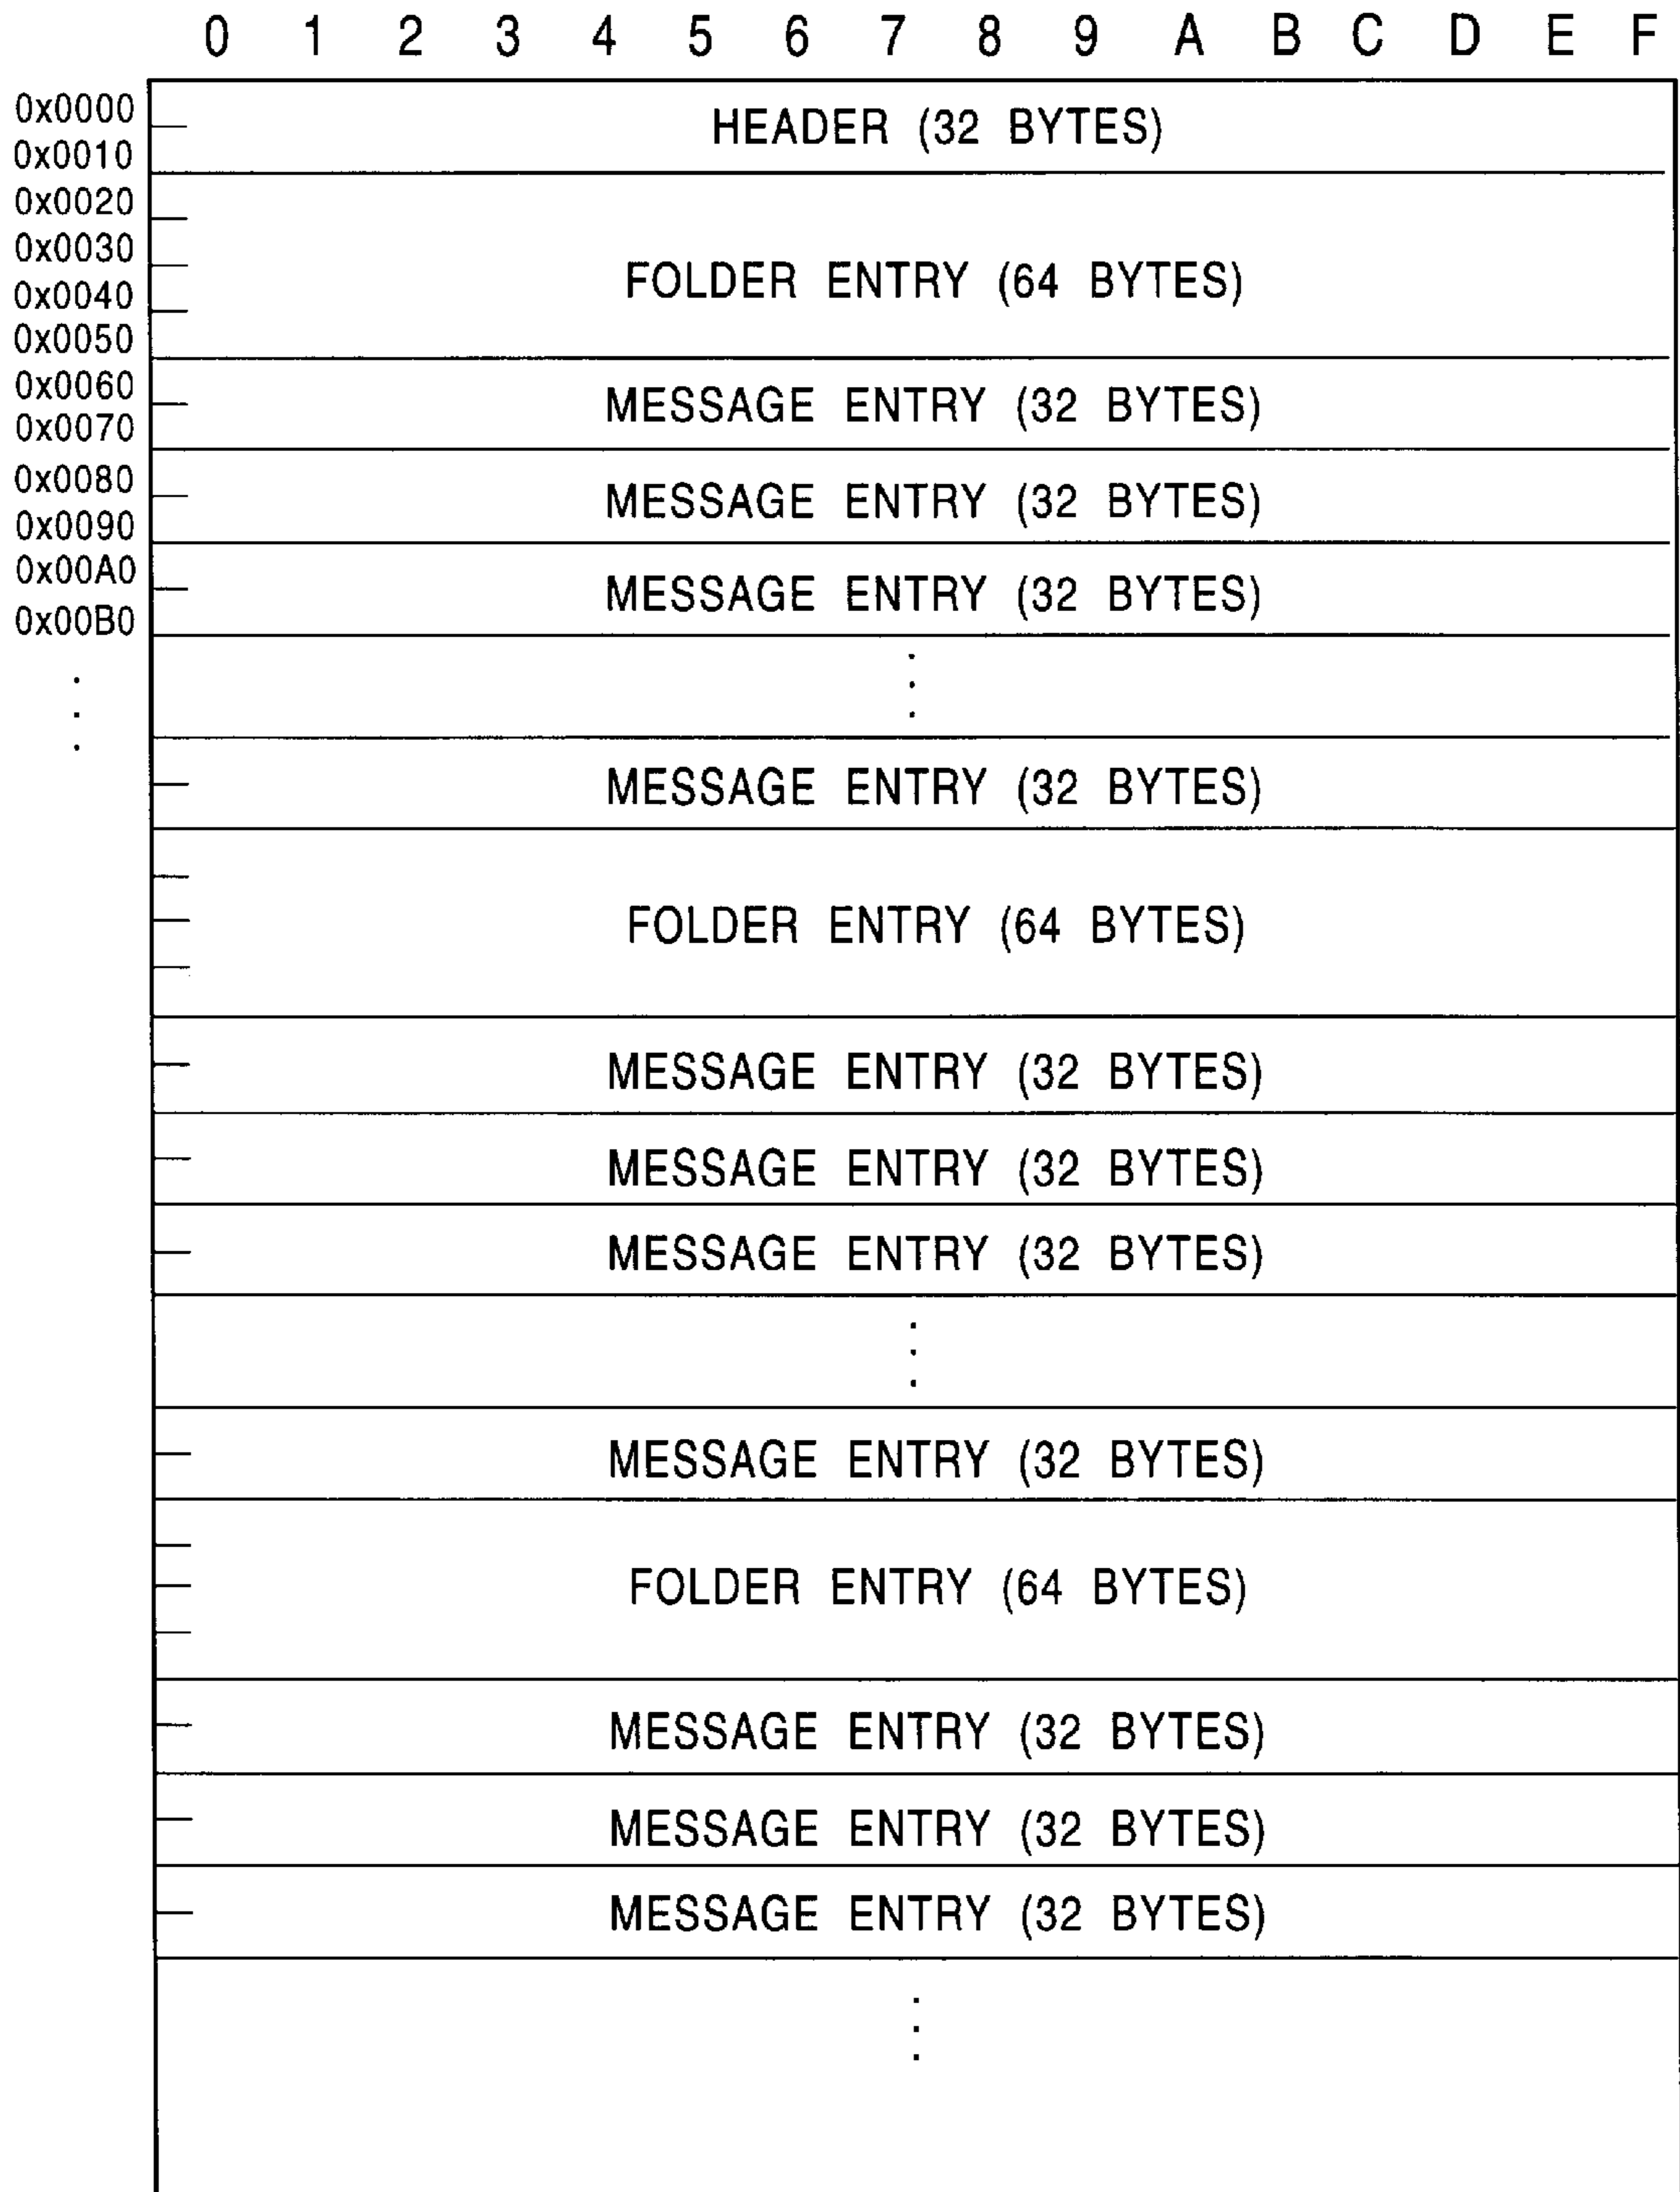 0 1 2 3 4 5 6 7 8 9 A B C D E F
0x0000
HEADER (32 BYTES)
0x0010
0x0020
0x0030
FOLDER ENTRY (64 BYTES)
0x0040
0x0050
0x0060
MESSAGE ENTRY (32 BYTES)
0x0070
0x0080
MESSAGE ENTRY (32 BYTES)
0x0090
0x00A0
MESSAGE ENTRY (32 BYTES)
0x00B0
MESSAGE ENTRY (32 BYTES)
FOLDER ENTRY (64 BYTES)
MESSAGE ENTRY (32 BYTES)
MESSAGE ENTRY (32 BYTES)
MESSAGE ENTRY (32 BYTES)
MESSAGE ENTRY (32 BYTES)
FOLDER ENTRY (64 BYTES)
MESSAGE ENTRY (32 BYTES)
MESSAGE ENTRY (32 BYTES)
MESSAGE ENTRY (32 BYTES)